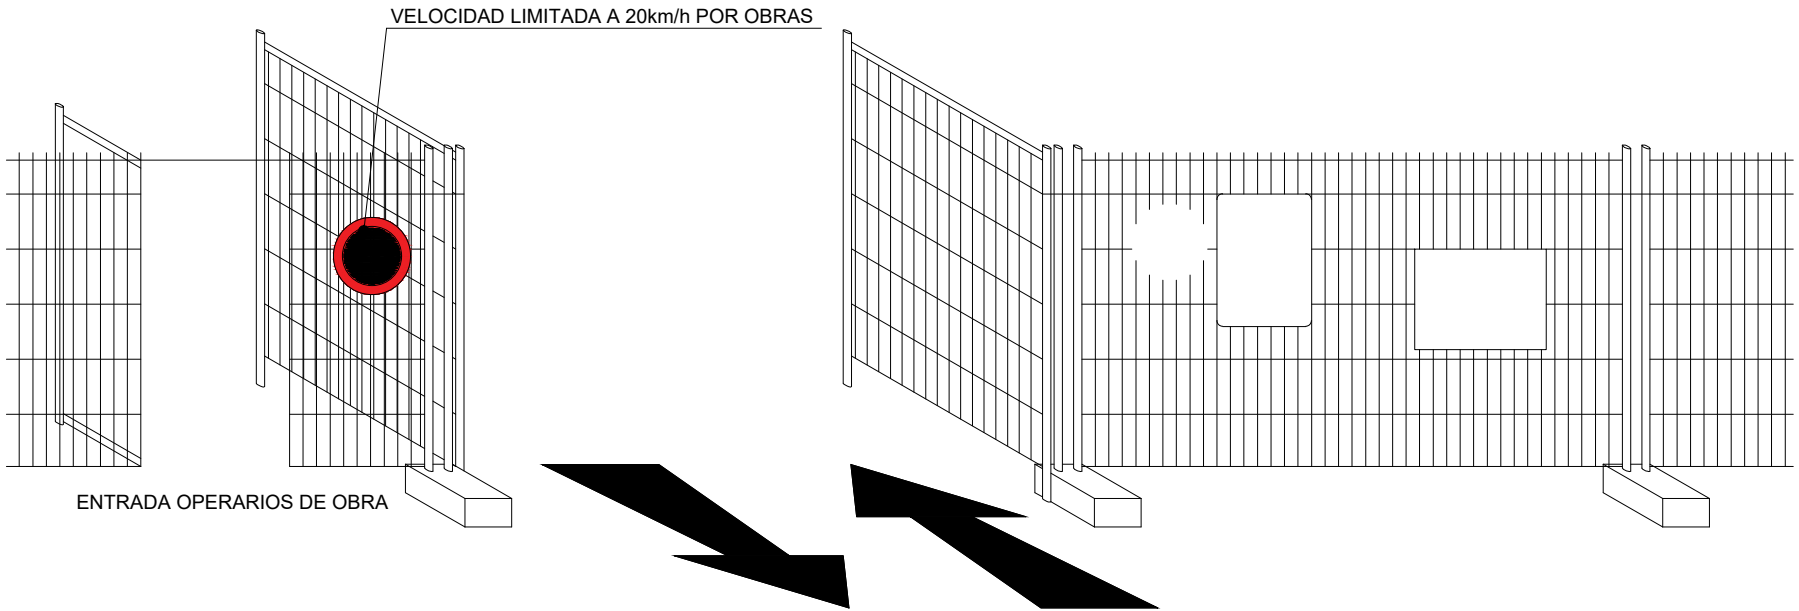 VELOCIDAD LIMITADA A 20km/h POR OBRAS
ENTRADA OPERARIOS DE OBRA